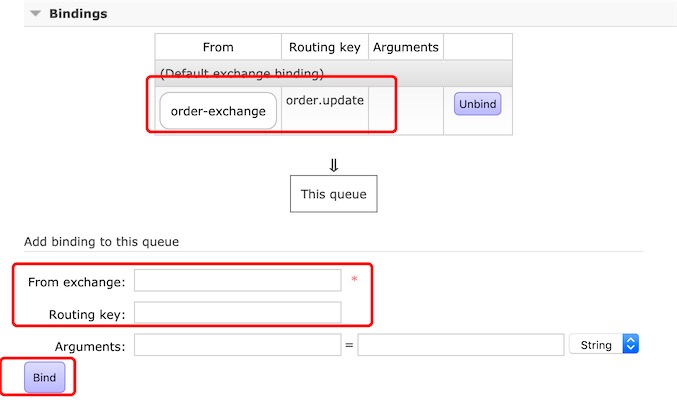 Bindings
From Routing key Arguments
(Default exchange binding)
order-exchange order.update Unbind
⇓
This queue
Add binding to this queue
From exchange: *
Routing key:
Arguments: = String
Bind